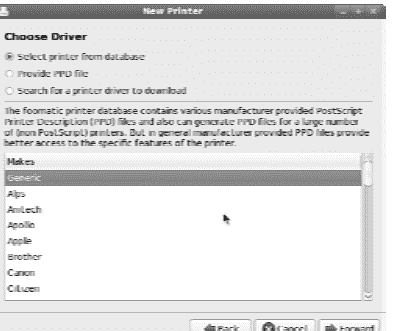 New Printer
Choose Driver
Select printer from database
Provide PPD file
Search for a printer driver to download
The foomatic printer database contains various manufacturer provided PostScript
Printer Description (PPD) files and also can generate PPD files for a large number
of (non PostScript) printers. But in general manufacturer provided PPD files provide
better access to the specific features of the printer.
Makes
Generic
Alps
Anitech
Apollo
Apple
Brother
Canon
Citizen
Back Cancel Forward